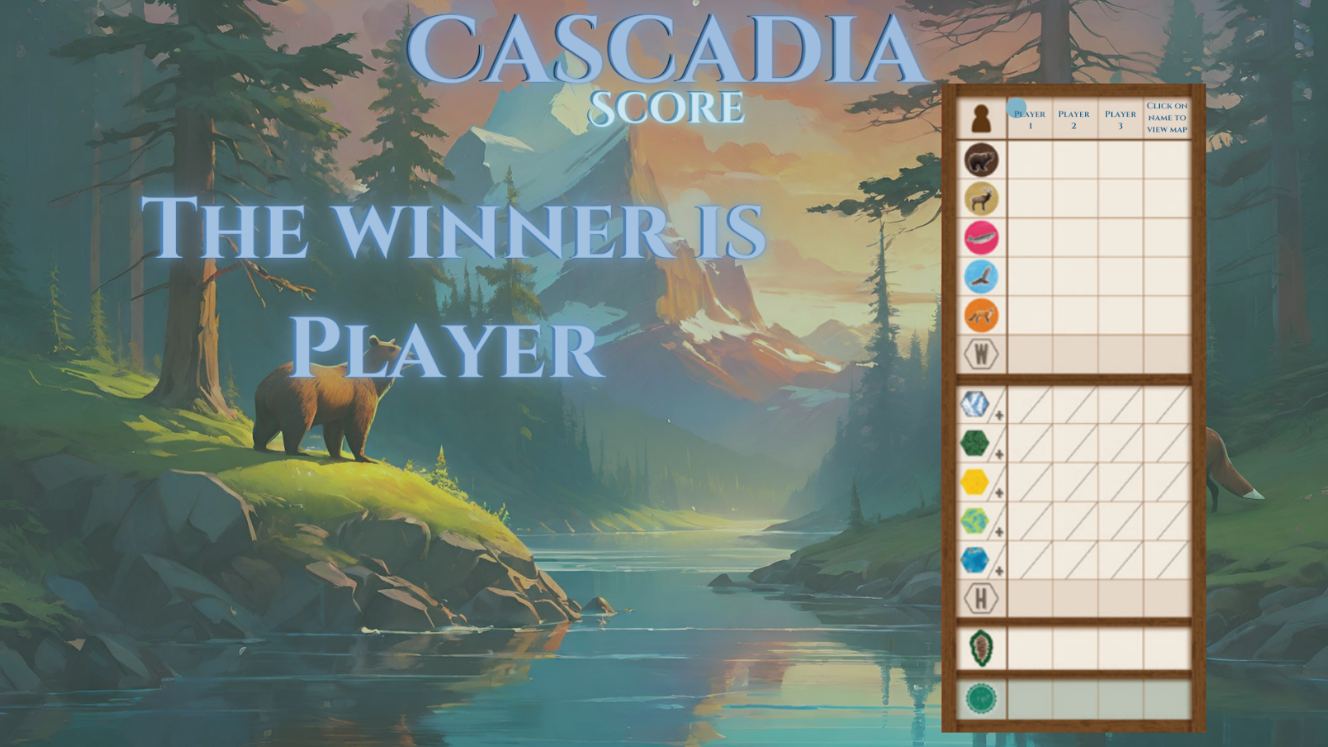 CASCADIA
SCORE
THE WINNER IS
PLAYER
PLAYER
1
PLAYER
2
PLAYER
3
CLICK ON
NAME TO
VIEW MAP
W
+
+
+
+
+
H